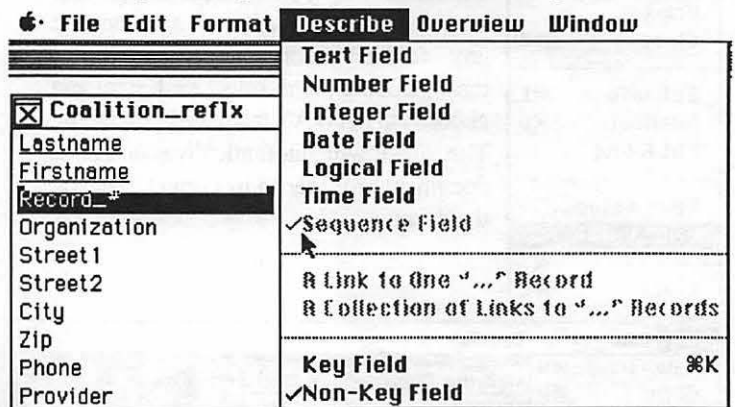 File Edit Format Describe Overview Window
Text Field
Number Field
Integer Field
Date Field
Logical Field
Time Field
✓Sequence Field
A Link to One "..." Record
A Collection of Links to "..." Records
Key Field ⌘K
✓Non-Key Field
Coalition_reflx
Lastname
Firstname
Record_#
Organization
Street1
Street2
City
Zip
Phone
Provider